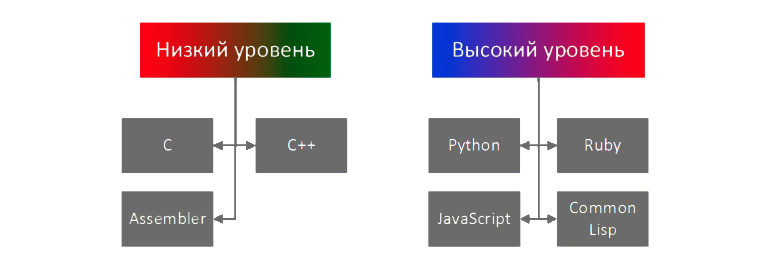 Низкий уровень
C
C++
Assembler
Высокий уровень
Python
Ruby
JavaScript
Common
Lisp